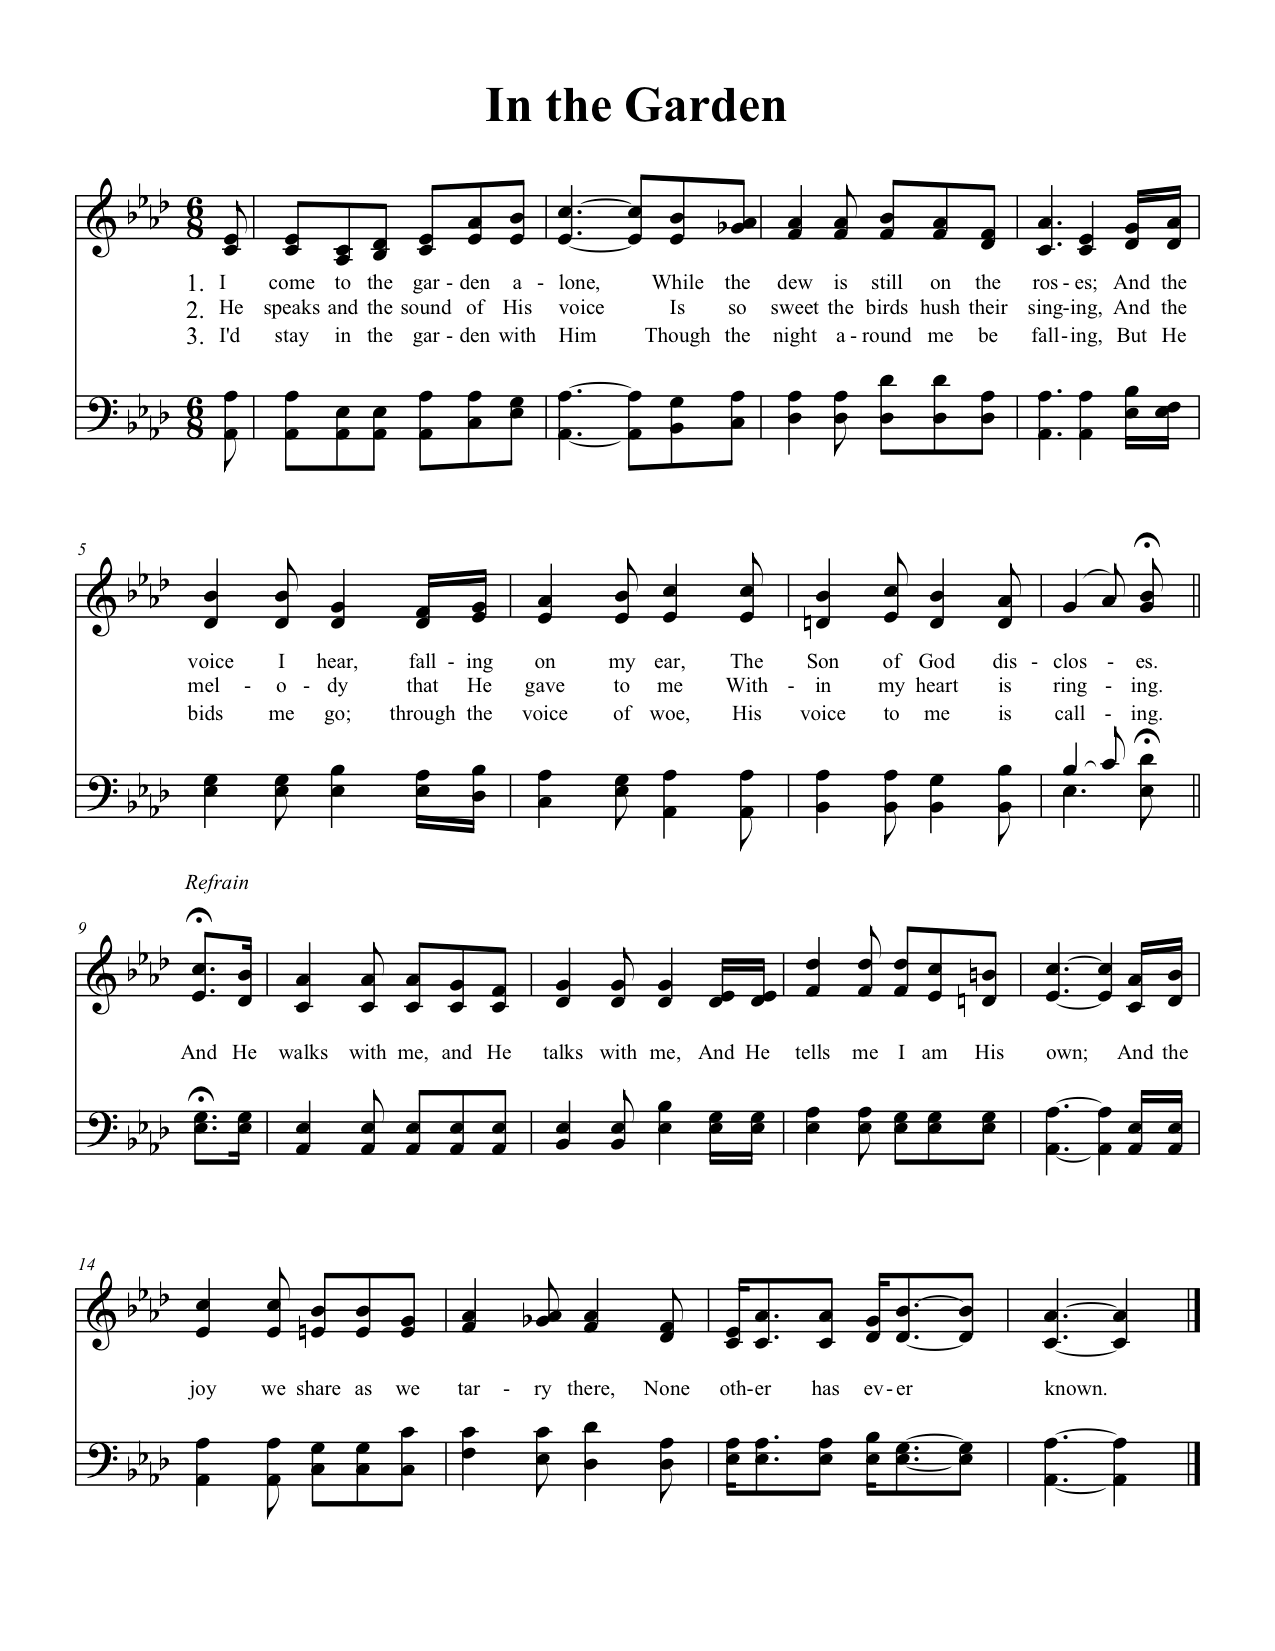 In the Garden
6 8
1. I come to the gar - den a - lone, While the dew is still on the ros - es; And the
2. He speaks and the sound of His voice Is so sweet the birds hush their sing - ing, And the
3. I'd stay in the gar - den with Him Though the night a - round me be fall - ing, But He
6 8
5
voice I hear, fall - ing on my ear, The Son of God dis - clos - es.
mel - o - dy that He gave to me With - in my heart is ring - ing.
bids me go; through the voice of woe, His voice to me is call - ing.
Refrain
9
And He walks with me, and He talks with me, And He tells me I am His own; And the
14
joy we share as we tar - ry there, None oth - er has ev - er known.